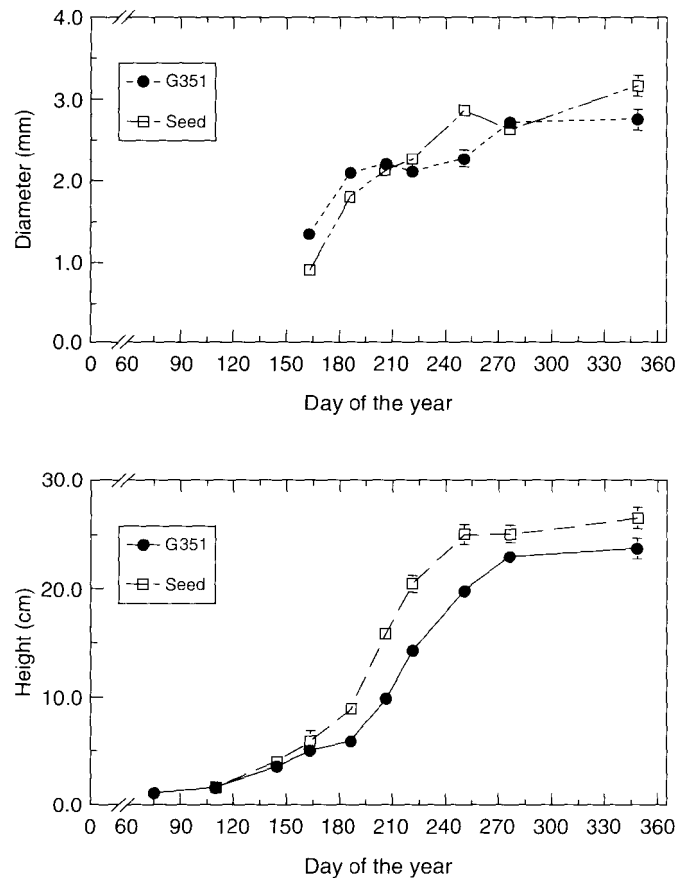 4.0
3.0
2.0
1.0
0.0
Diameter (mm)
G351
Seed
0 60 90 120 150 180 210 240 270 300 330 360
Day of the year
30.0
20.0
10.0
0.0
Height (cm)
G351
Seed
0 60 90 120 150 180 210 240 270 300 330 360
Day of the year